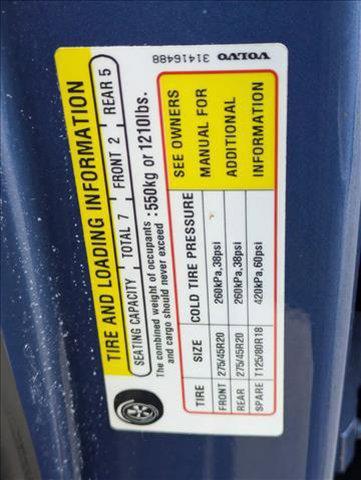 TIRE AND LOADING INFORMATION
SEATING CAPACITY TOTAL 7 FRONT 2 REAR 5
The combined weight of occupants and cargo should never exceed : 550kg or 1210lbs.
TIRE SIZE COLD TIRE PRESSURE
FRONT 275/45R20 260kPa,38psi
REAR 275/45R20 260kPa,38psi
SPARE T125/80R18 420kPa,60psi
SEE OWNERS
MANUAL FOR
ADDITIONAL
INFORMATION
VOLVO 31416488